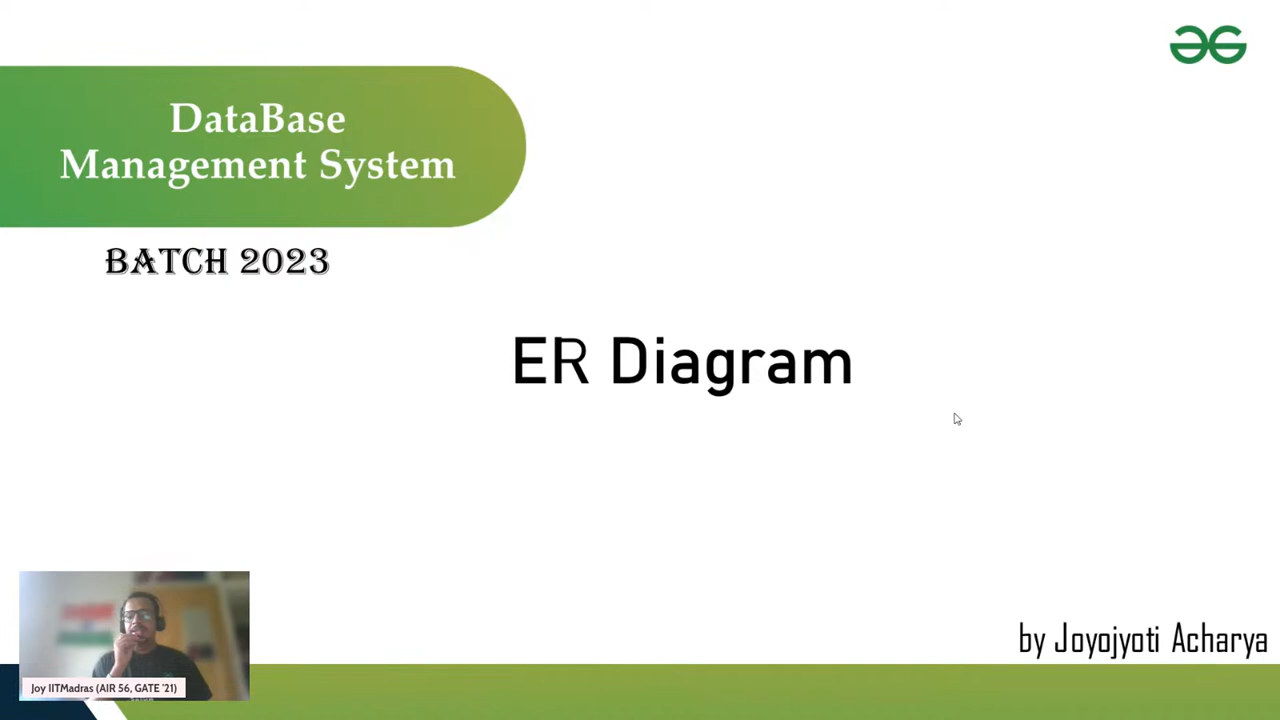 DataBase
Management System
BATCH 2023
ER Diagram
by Joyojyoti Acharya
Joy IITMadras (AIR 56, GATE '21)